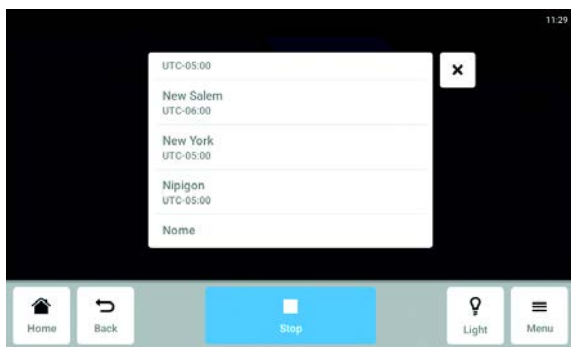 11:29
UTC-05:00
New Salem
UTC-06:00
New York
UTC-05:00
Nipigon
UTC-05:00
Nome
Home
Back
Stop
Light
Menu